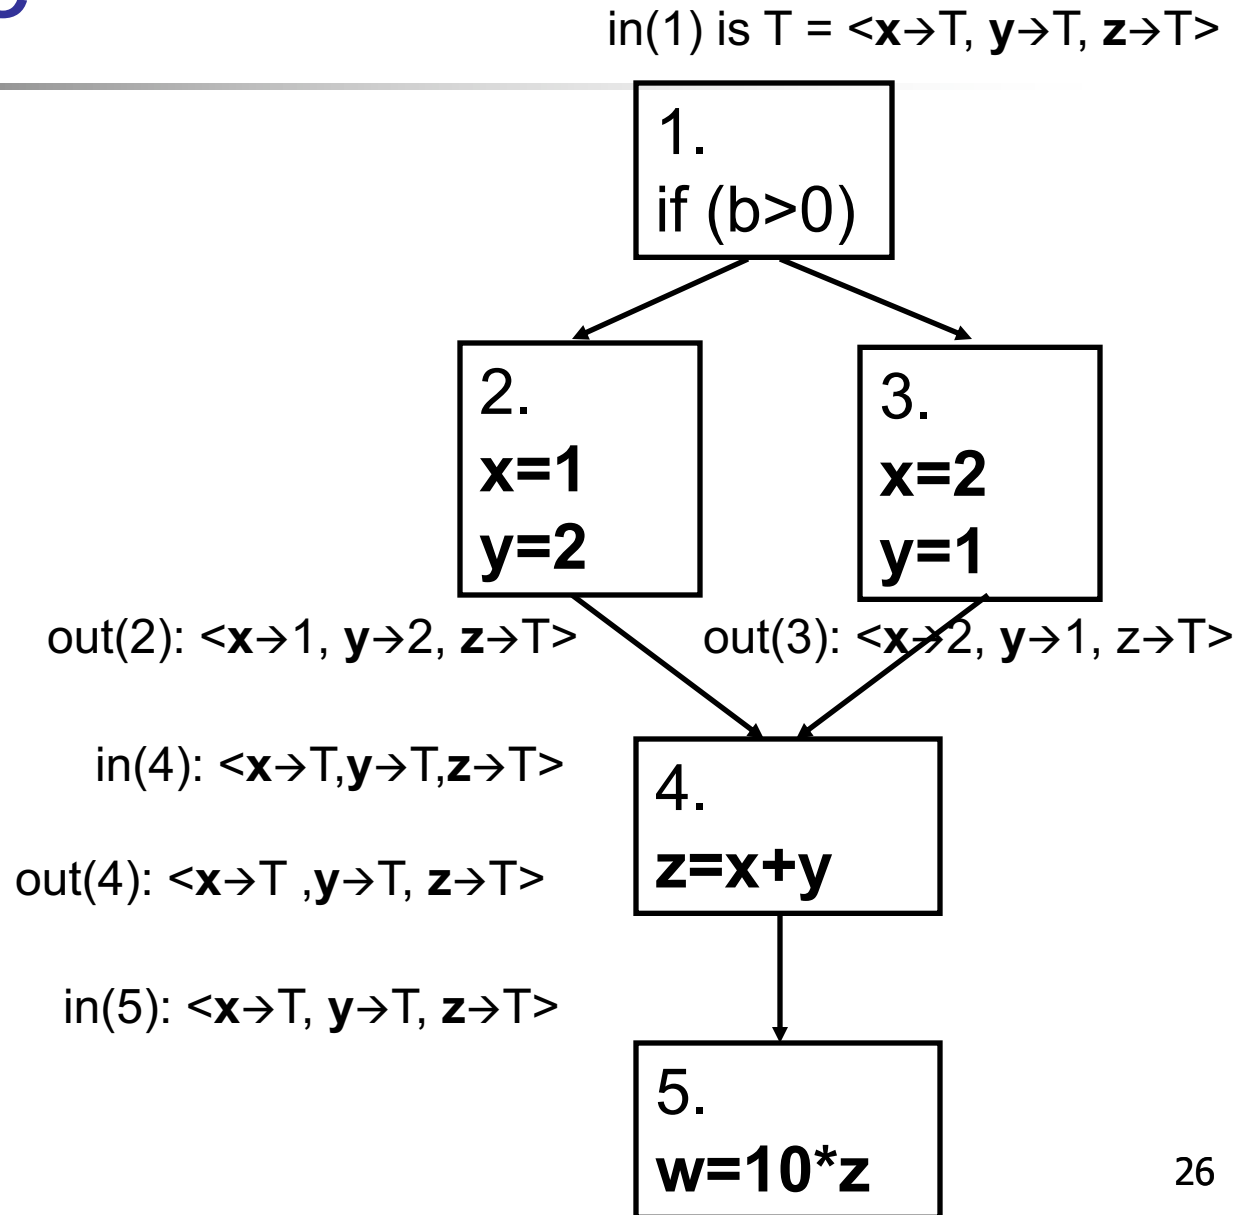 in(1) is T = <x→T, y→T, z→T>
1.
if (b>0)
2.
x=1
y=2
3.
x=2
y=1
out(2): <x→1, y→2, z→T>
out(3): <x→2, y→1, z→T>
in(4): <x→T,y→T,z→T>
4.
z=x+y
out(4): <x→T ,y→T, z→T>
in(5): <x→T, y→T, z→T>
5.
w=10*z
26